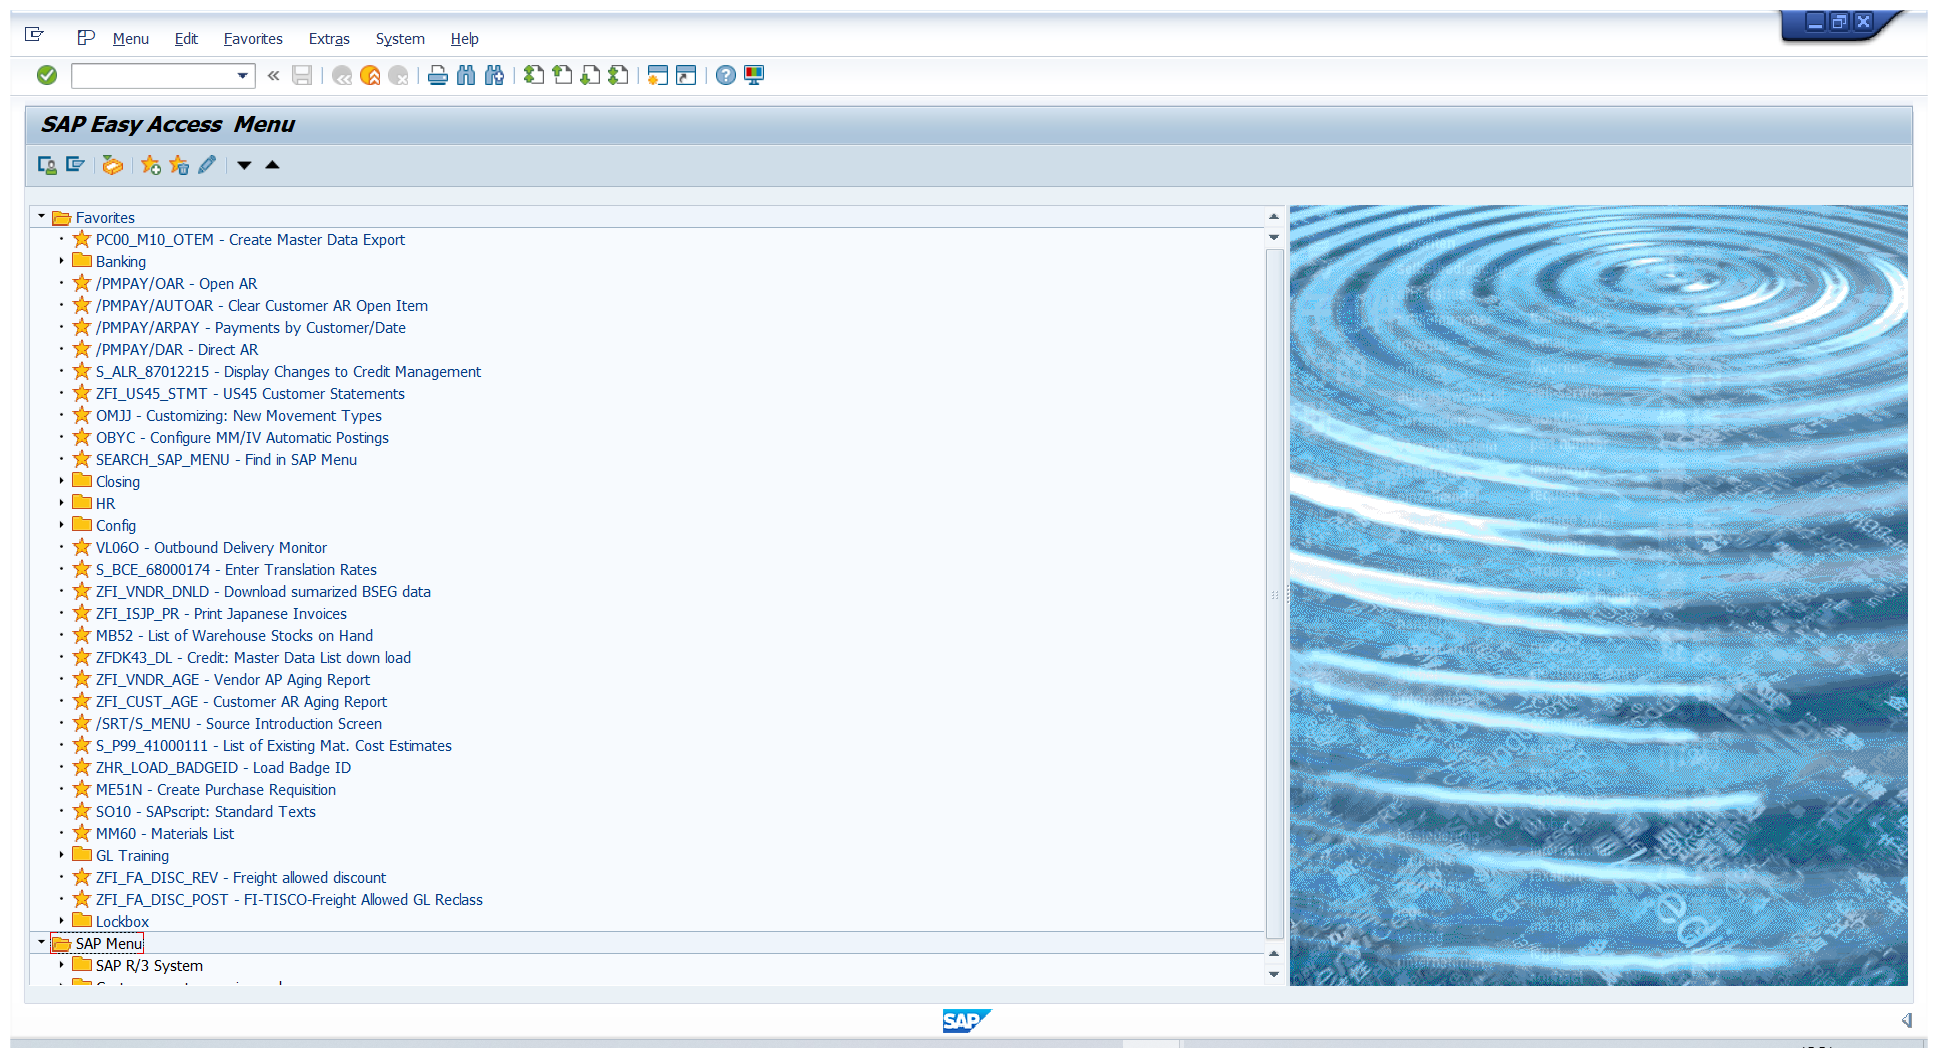 Menu Edit Favorites Extras System Help
SAP Easy Access Menu
Favorites
PC00_M10_OTEM - Create Master Data Export
Banking
/PMPAY/OAR - Open AR
/PMPAY/AUTOAR - Clear Customer AR Open Item
/PMPAY/ARPAY - Payments by Customer/Date
/PMPAY/DAR - Direct AR
S_ALR_87012215 - Display Changes to Credit Management
ZFI_US45_STMT - US45 Customer Statements
OMJJ - Customizing: New Movement Types
OBYC - Configure MM/IV Automatic Postings
SEARCH_SAP_MENU - Find in SAP Menu
Closing
HR
Config
VL06O - Outbound Delivery Monitor
S_BCE_68000174 - Enter Translation Rates
ZFI_VNDR_DNLD - Download sumarized BSEG data
ZFI_ISJP_PR - Print Japanese Invoices
MB52 - List of Warehouse Stocks on Hand
ZFDK43_DL - Credit: Master Data List down load
ZFI_VNDR_AGE - Vendor AP Aging Report
ZFI_CUST_AGE - Customer AR Aging Report
/SRT/S_MENU - Source Introduction Screen
S_P99_41000111 - List of Existing Mat. Cost Estimates
ZHR_LOAD_BADGEID - Load Badge ID
ME51N - Create Purchase Requisition
SO10 - SAPscript: Standard Texts
MM60 - Materials List
GL Training
ZFI_FA_DISC_REV - Freight allowed discount
ZFI_FA_DISC_POST - FI-TISCO-Freight Allowed GL Reclass
Lockbox
SAP Menu
SAP R/3 System
SAP